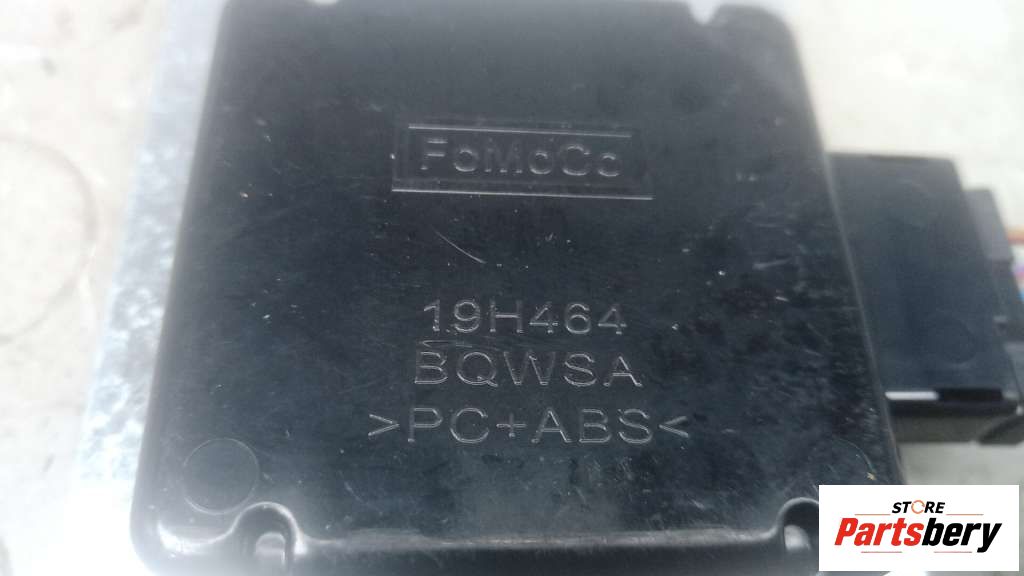 FoMoCo
19H464
BQWSA
>PC+ABS<
STORE
Partsbery